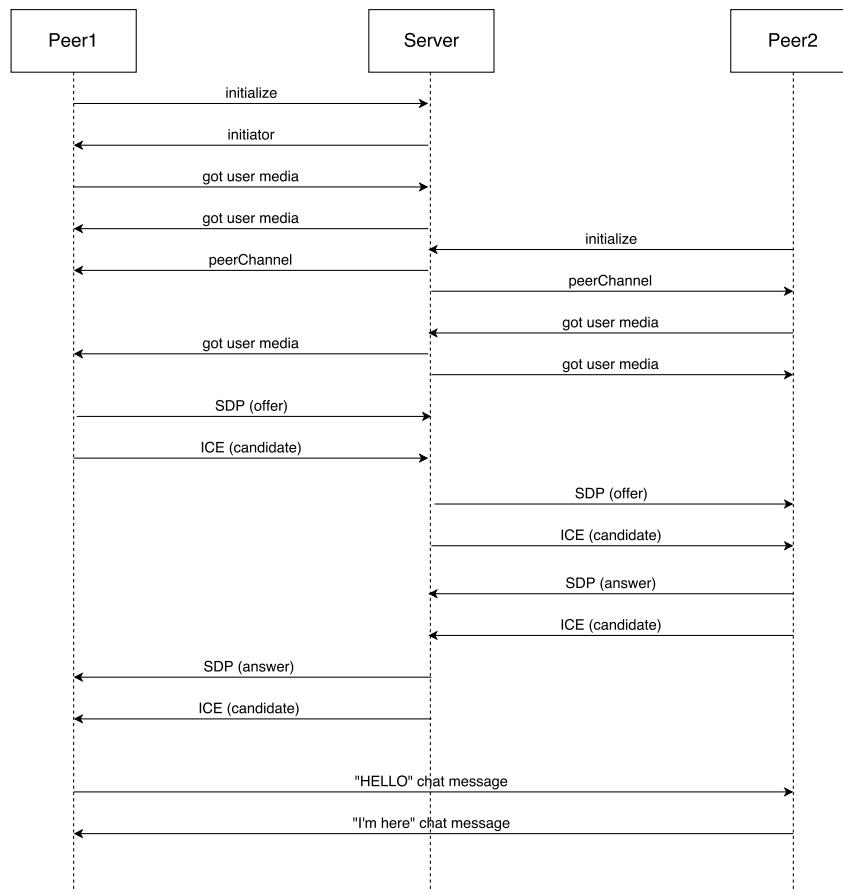 Peer1
Server
Peer2
initialize
initiator
got user media
got user media
initialize
peerChannel
peerChannel
got user media
got user media
got user media
SDP (offer)
ICE (candidate)
SDP (offer)
ICE (candidate)
SDP (answer)
ICE (candidate)
SDP (answer)
ICE (candidate)
"HELLO" chat message
"I'm here" chat message